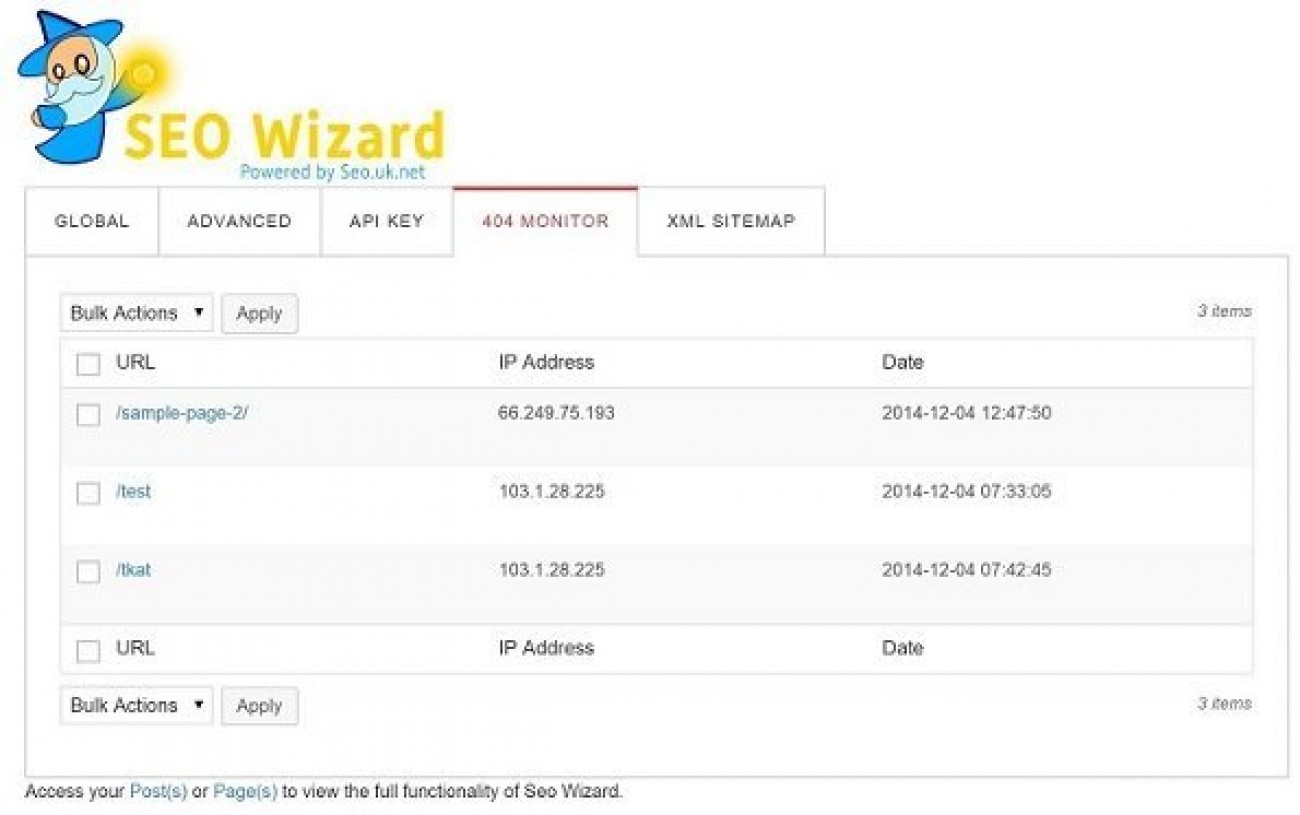 SEO Wizard
Powered by Seo.uk.net
GLOBAL ADVANCED API KEY 404 MONITOR XML SITEMAP
Bulk Actions ▼ Apply 3 items
URL IP Address Date
/sample-page-2/ 66.249.75.193 2014-12-04 12:47:50
/test 103.1.28.225 2014-12-04 07:33:05
/tkat 103.1.28.225 2014-12-04 07:42:45
URL IP Address Date
Bulk Actions ▼ Apply 3 items
Access your Post(s) or Page(s) to view the full functionality of Seo Wizard.